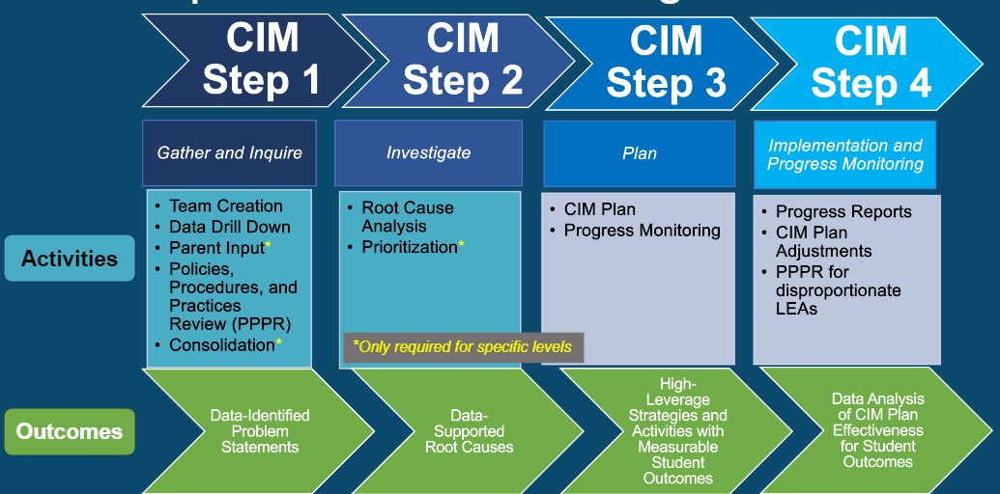 CIM
Step 1
CIM
Step 2
CIM
Step 3
CIM
Step 4
Gather and Inquire
Investigate
Plan
Implementation and
Progress Monitoring
Activities
• Team Creation
• Data Drill Down
• Parent Input*
• Policies,
Procedures, and
Practices
Review (PPPR)
• Consolidation*
• Root Cause
Analysis
• Prioritization*
• CIM Plan
• Progress Monitoring
• Progress Reports
• CIM Plan
Adjustments
• PPPR for
disproportionate
LEAs
*Only required for specific levels
Outcomes
Data-Identified
Problem
Statements
Data-
Supported
Root Causes
High-
Leverage
Strategies and
Activities with
Measurable
Student
Outcomes
Data Analysis
of CIM Plan
Effectiveness
for Student
Outcomes